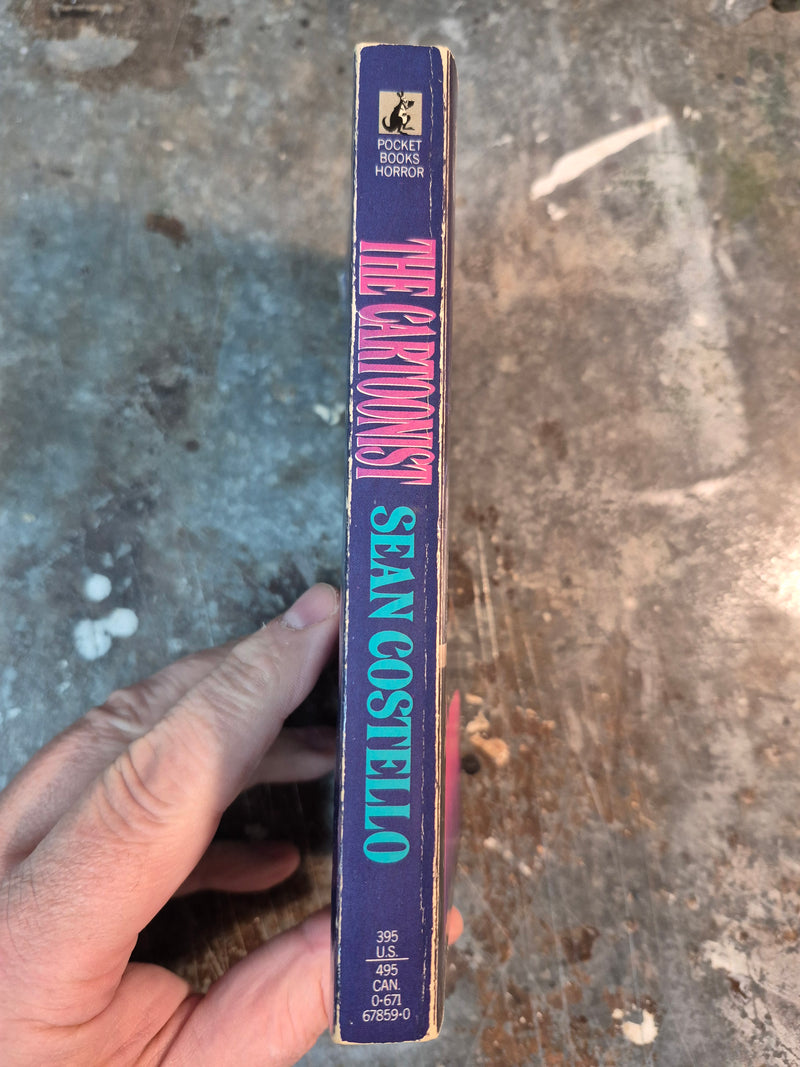 POCKET
BOOKS
HORROR
THE CARTOONIST
SEAN COSTELLO
395
U.S.
495
CAN.
0-671
67859-0